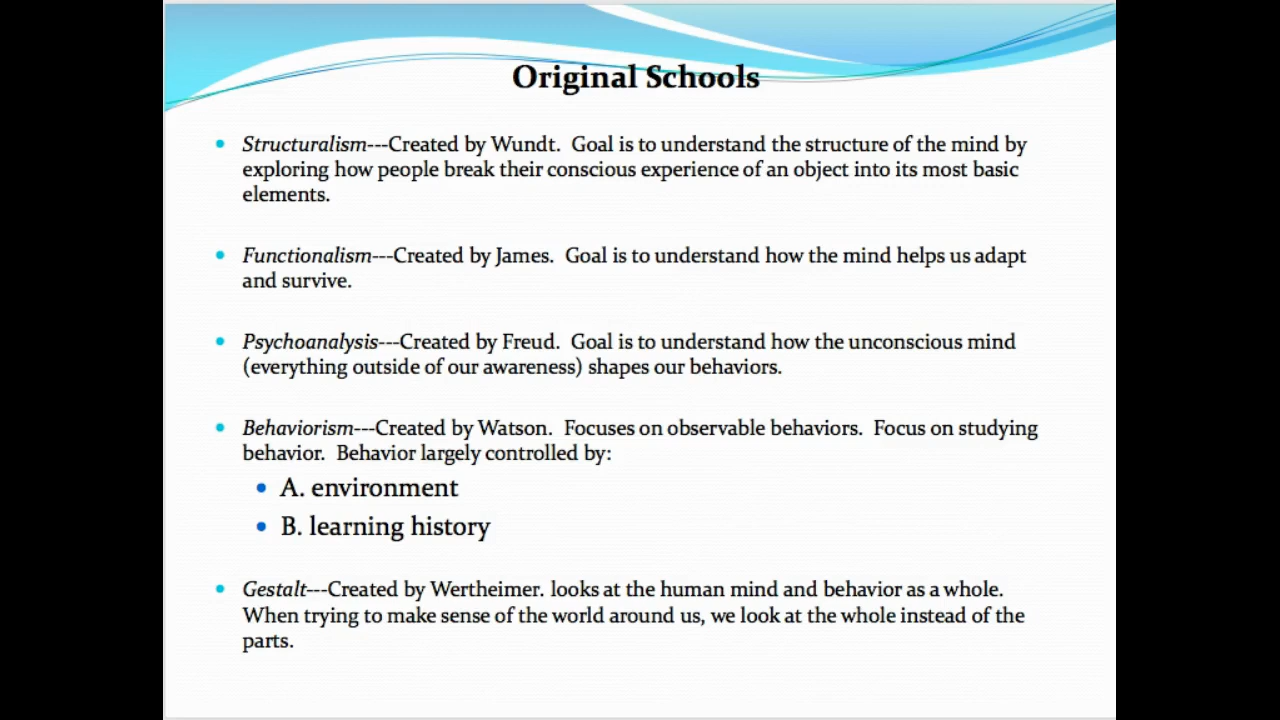 Original Schools
• Structuralism---Created by Wundt.  Goal is to understand the structure of the mind by
exploring how people break their conscious experience of an object into its most basic
elements.
• Functionalism---Created by James.  Goal is to understand how the mind helps us adapt
and survive.
• Psychoanalysis---Created by Freud.  Goal is to understand how the unconscious mind
(everything outside of our awareness) shapes our behaviors.
• Behaviorism---Created by Watson.  Focuses on observable behaviors.  Focus on studying
behavior.  Behavior largely controlled by:
• A. environment
• B. learning history
• Gestalt---Created by Wertheimer. looks at the human mind and behavior as a whole.
When trying to make sense of the world around us, we look at the whole instead of the
parts.